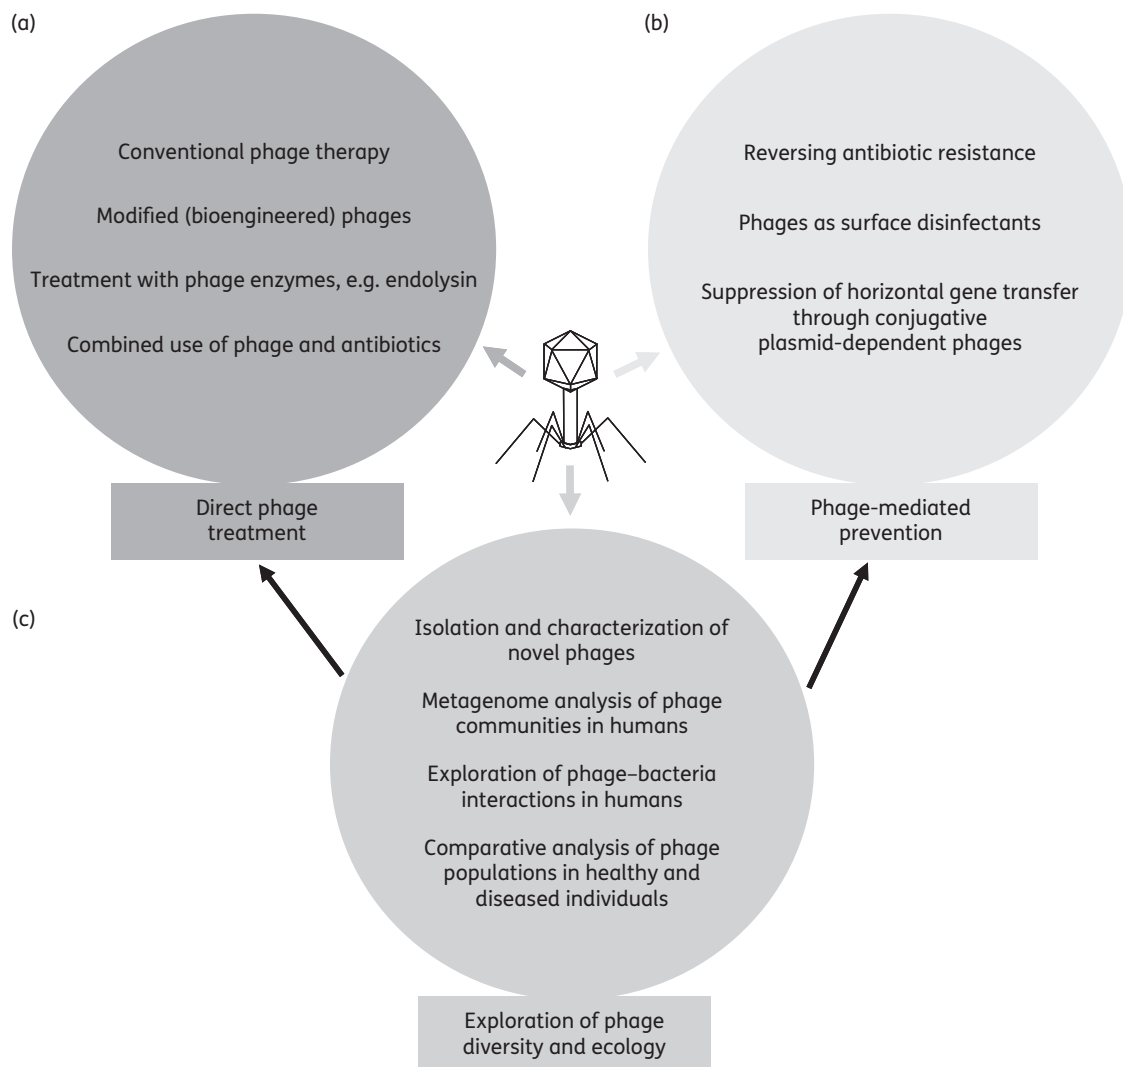 (a)
Conventional phage therapy
Modified (bioengineered) phages
Treatment with phage enzymes, e.g. endolysin
Combined use of phage and antibiotics
Direct phage
treatment
(b)
Reversing antibiotic resistance
Phages as surface disinfectants
Suppression of horizontal gene transfer
through conjugative
plasmid-dependent phages
Phage-mediated
prevention
(c)
Isolation and characterization of
novel phages
Metagenome analysis of phage
communities in humans
Exploration of phage–bacteria
interactions in humans
Comparative analysis of phage
populations in healthy and
diseased individuals
Exploration of phage
diversity and ecology